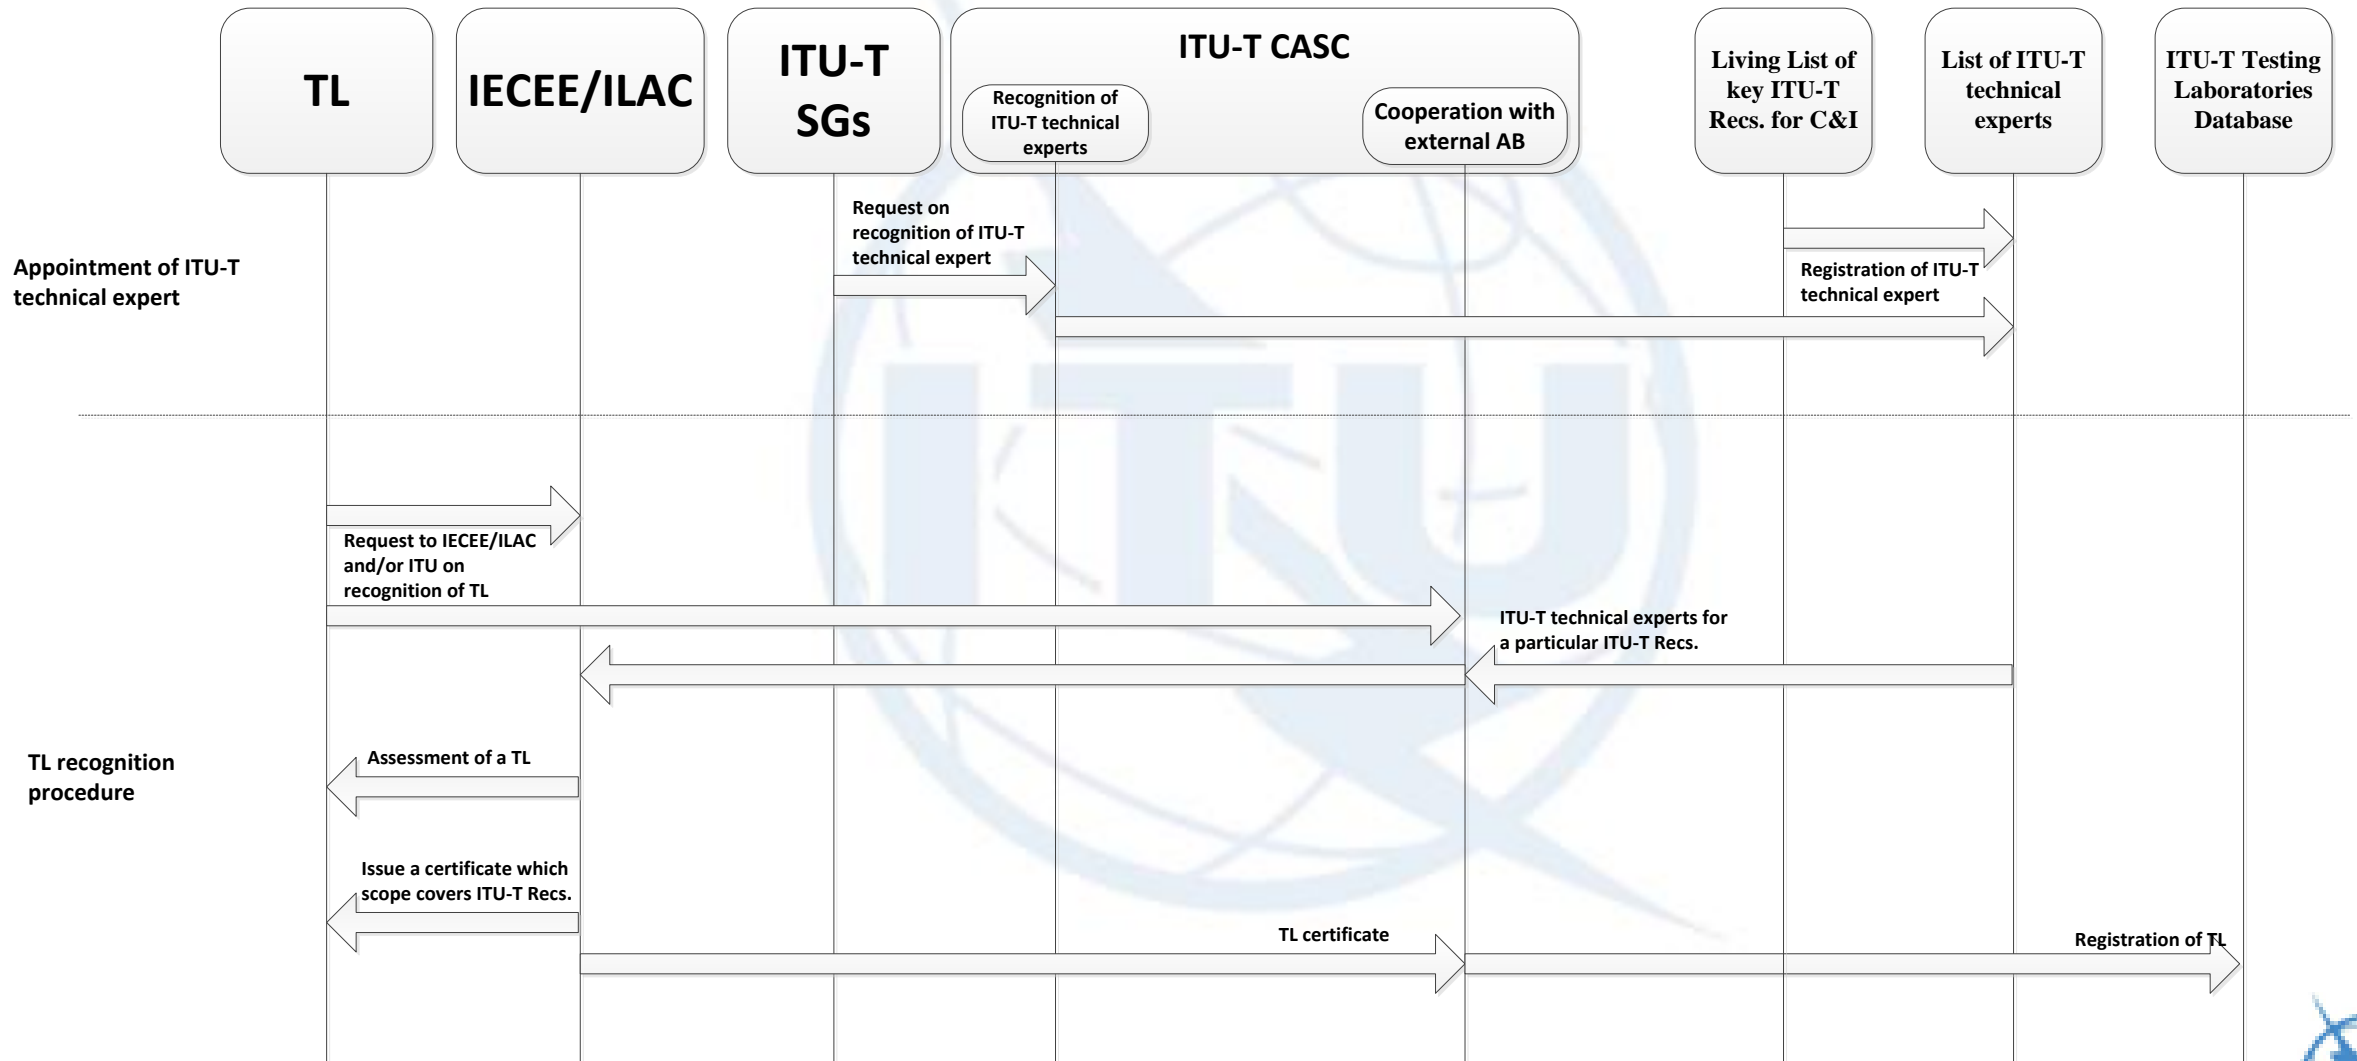 TL
IECEE/ILAC
ITU-T
SGs
ITU-T CASC
Recognition of
ITU-T technical
experts
Cooperation with
external AB
Living List of
key ITU-T
Recs. for C&I
List of ITU-T
technical
experts
ITU-T Testing
Laboratories
Database
Appointment of ITU-T
technical expert
Request on
recognition of ITU-T
technical expert
Registration of ITU-T
technical expert
Request to IECEE/ILAC
and/or ITU on
recognition of TL
ITU-T technical experts for
a particular ITU-T Recs.
TL recognition
procedure
Assessment of a TL
Issue a certificate which
scope covers ITU-T Recs.
TL certificate
Registration of TL
ITU